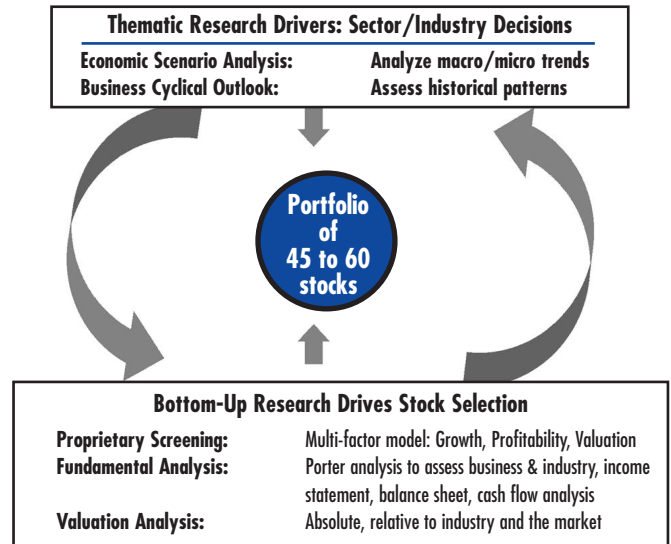 Thematic Research Drivers: Sector/Industry Decisions
Economic Scenario Analysis: Analyze macro/micro trends
Business Cyclical Outlook: Assess historical patterns
Portfolio
of
45 to 60
stocks
Bottom-Up Research Drives Stock Selection
Proprietary Screening: Multi-factor model: Growth, Profitability, Valuation
Fundamental Analysis: Porter analysis to assess business & industry, income
statement, balance sheet, cash flow analysis
Valuation Analysis: Absolute, relative to industry and the market